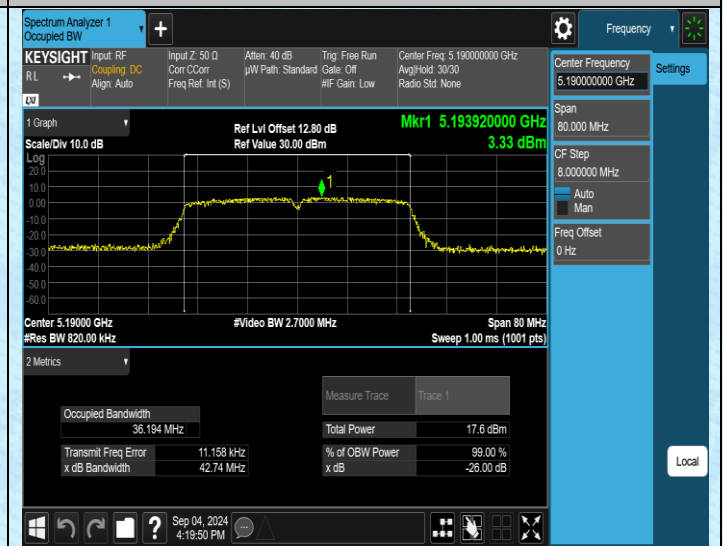 Spectrum Analyzer 1
Occupied BW
+
Frequency
KEYSIGHT
RL
LXI
Input: RF
Coupling: DC
Align: Auto
Input Z: 50 Ω
Corr CCorr
Freq Ref: Int (S)
Atten: 40 dB
µW Path: Standard
Trig: Free Run
Gate: Off
#IF Gain: Low
Center Freq: 5.190000000 GHz
Avg|Hold: 30/30
Radio Std: None
Center Frequency
5.190000000 GHz
Settings
Span
80.000 MHz
CF Step
8.000000 MHz
Auto
Man
Freq Offset
0 Hz
1 Graph
Scale/Div 10.0 dB
Ref Lvl Offset 12.80 dB
Ref Value 30.00 dBm
Mkr1 5.193920000 GHz
3.33 dBm
Log
20.0
10.0
0.00
-10.0
-20.0
-30.0
-40.0
-50.0
-60.0
1
Center 5.19000 GHz
#Res BW 820.00 kHz
#Video BW 2.7000 MHz
Span 80 MHz
Sweep 1.00 ms (1001 pts)
2 Metrics
Measure Trace
Trace 1
Occupied Bandwidth
36.194 MHz
Total Power
17.6 dBm
Transmit Freq Error
11.158 kHz
% of OBW Power
99.00 %
x dB Bandwidth
42.74 MHz
x dB
-26.00 dB
Local
?
Sep 04, 2024
4:19:50 PM